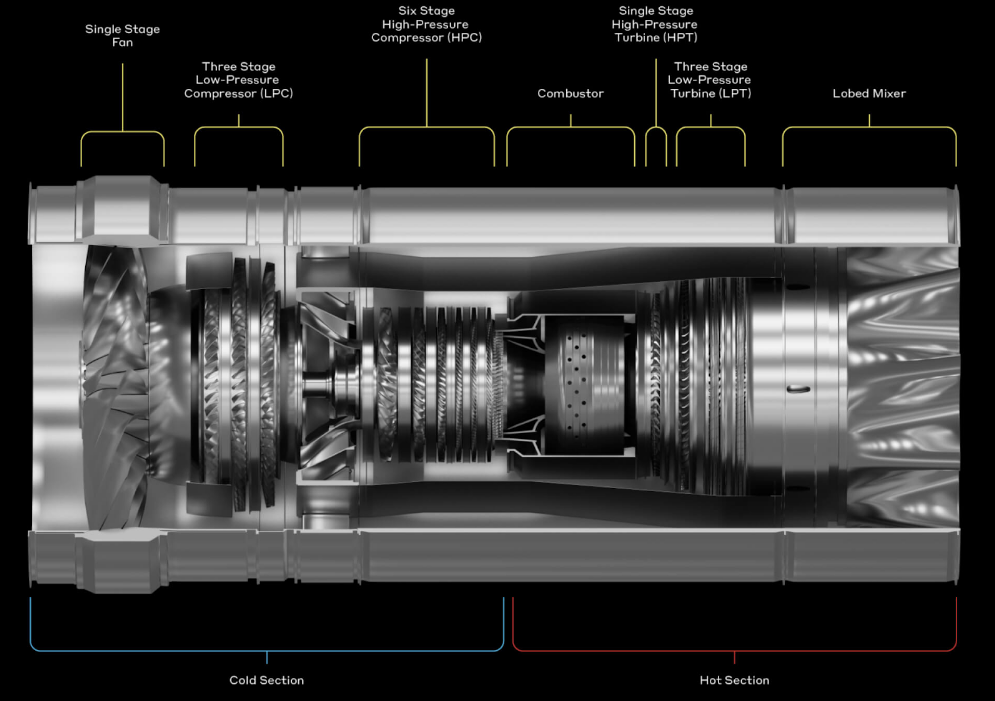 Single Stage
Fan
Three Stage
Low-Pressure
Compressor (LPC)
Six Stage
High-Pressure
Compressor (HPC)
Combustor
Single Stage
High-Pressure
Turbine (HPT)
Three Stage
Low-Pressure
Turbine (LPT)
Lobed Mixer
Cold Section
Hot Section